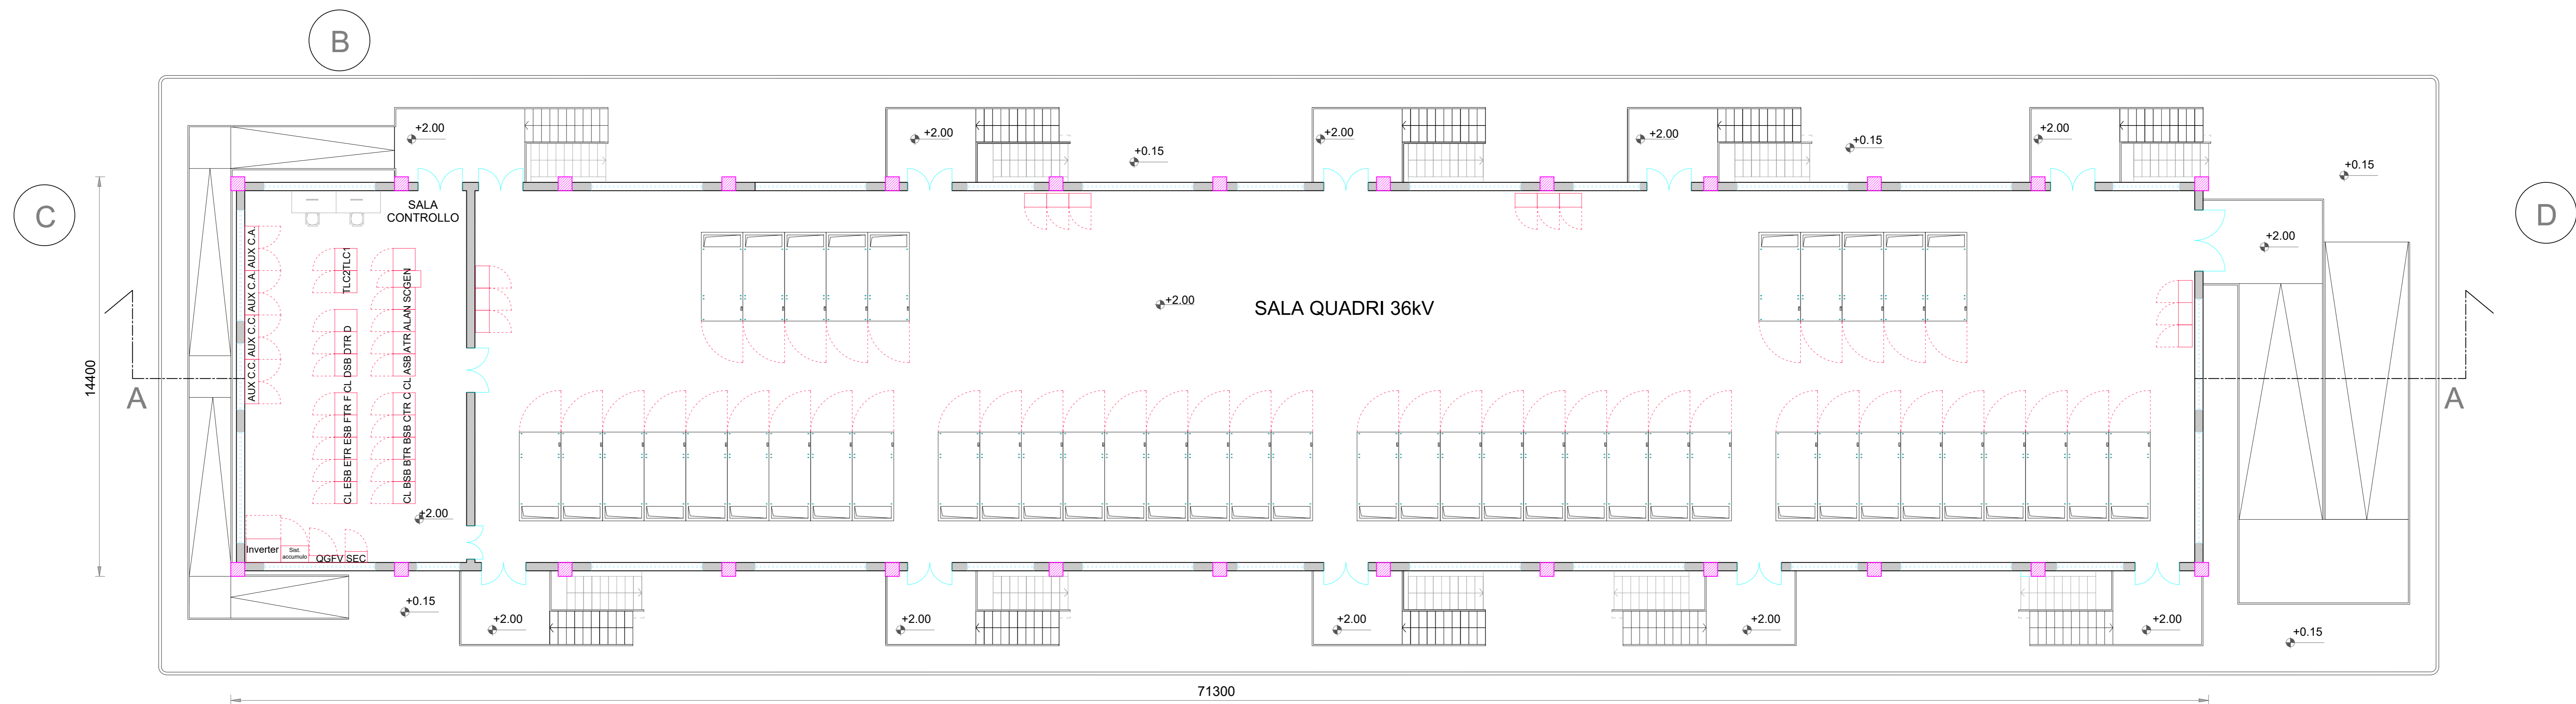 B
+2.00
+2.00
+2.00
+2.00
+2.00
+0.15
+0.15
+0.15
C
D
SALA
CONTROLLO
+2.00
+2.00
SALA QUADRI 36kV
AUX C.C. AUX C.C. AUX C.A. AUX C.A.
TLC2TLC1
CL DSB DTR D
CL ESB ETR ESB FTR F
CL ASB ATR ALAN SCGEN
CL BSB BTR BSB CTR C
14400
A
A
+2.00
Inverter
Sist.
accumulo
QGFV SEC
+0.15
+2.00
+2.00
+2.00
+2.00
+2.00
+0.15
71300